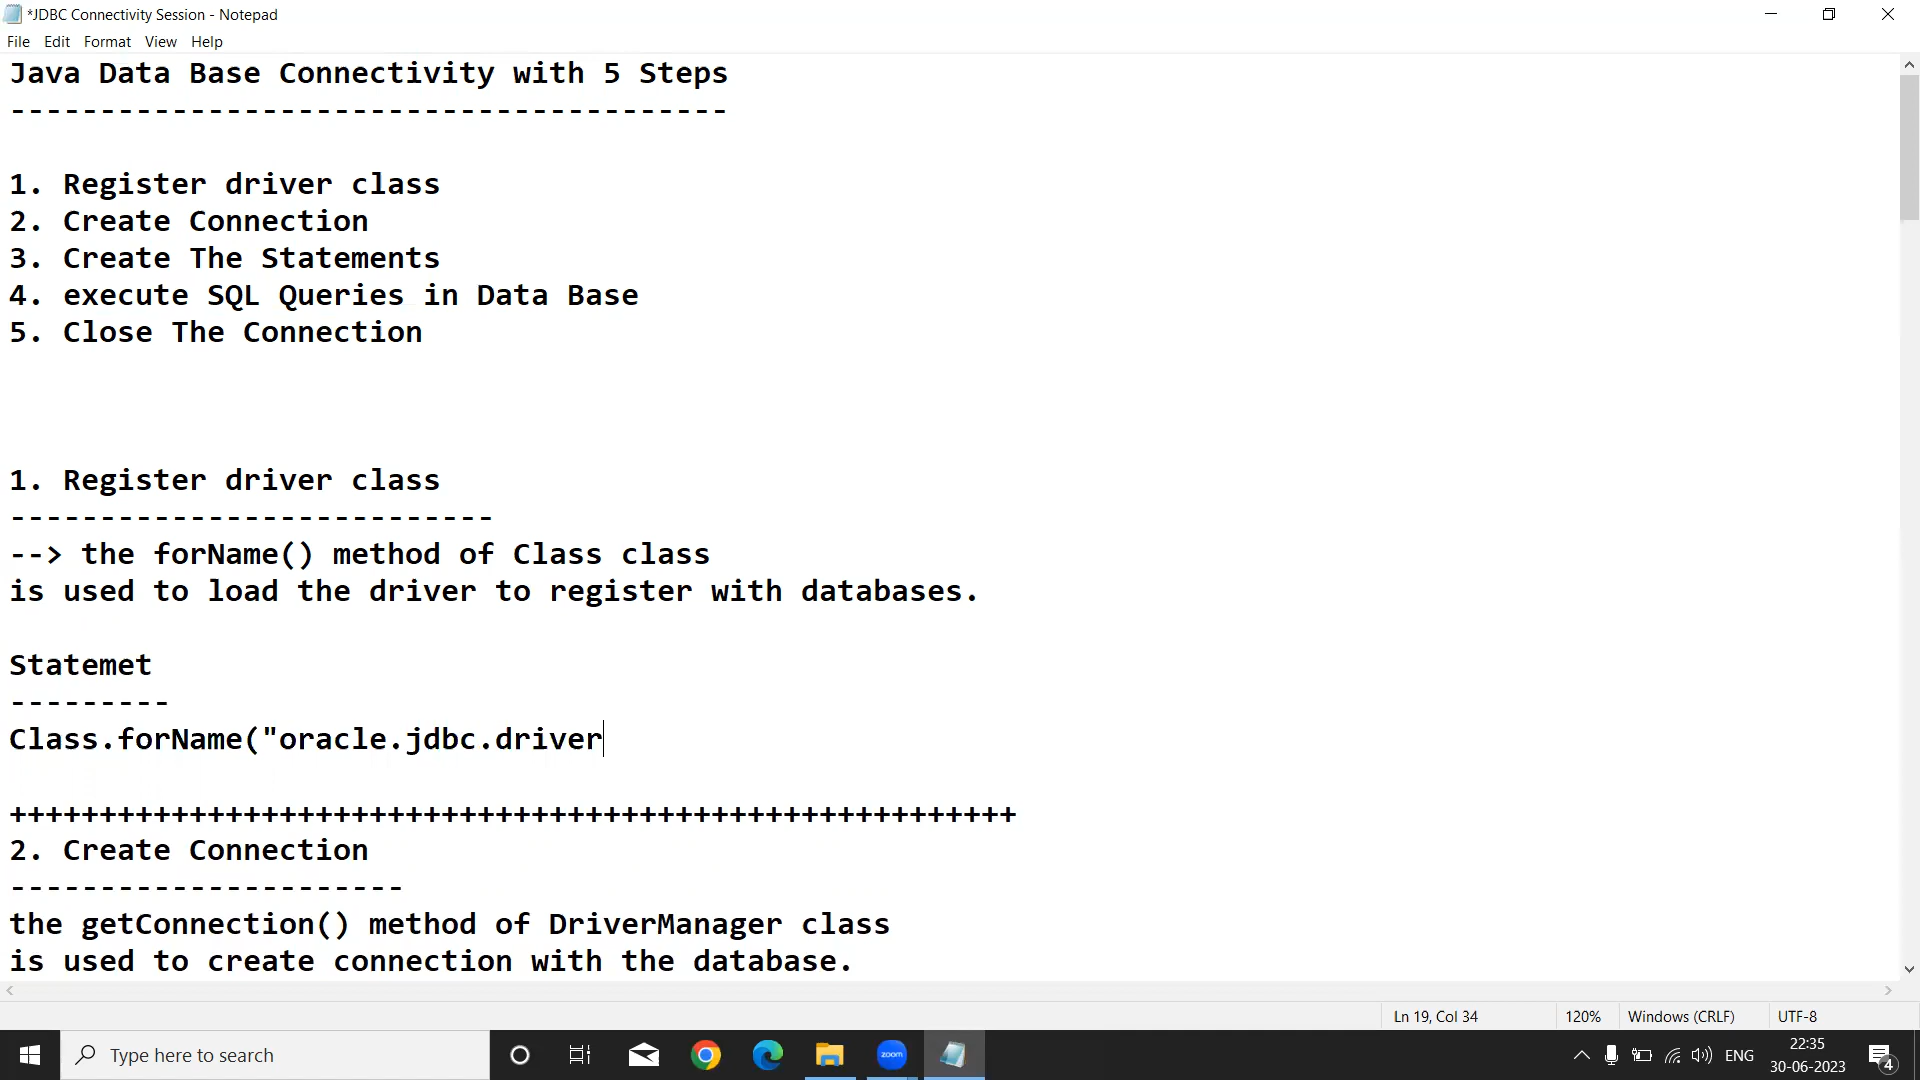 *JDBC Connectivity Session - Notepad
File Edit Format View Help
Java Data Base Connectivity with 5 Steps
----------------------------------------
1. Register driver class
2. Create Connection
3. Create The Statements
4. execute SQL Queries in Data Base
5. Close The Connection
1. Register driver class
---------------------------
--> the forName() method of Class class
is used to load the driver to register with databases.
Statemet
---------
Class.forName("oracle.jdbc.driver
++++++++++++++++++++++++++++++++++++++++++++++++++++++++
2. Create Connection
----------------------
the getConnection() method of DriverManager class
is used to create connection with the database.
Ln 19, Col 34 120% Windows (CRLF) UTF-8
Type here to search
zoom
ENG
22:35
30-06-2023
4